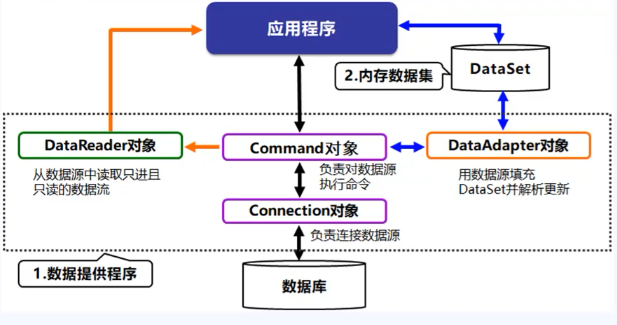 应用程序
2.内存数据集
DataSet
DataReader对象
Command对象
DataAdapter对象
从数据源中读取只进且
只读的数据流
负责对数据源
执行命令
用数据源填充
DataSet并解析更新
Connection对象
负责连接数据源
1.数据提供程序
数据库